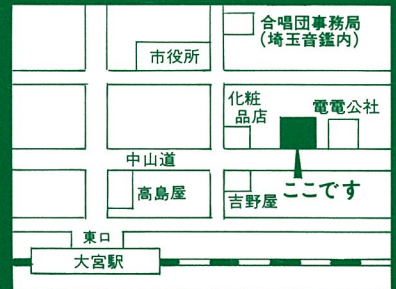 合唱団事務局
(埼玉音鑑内)
市役所
化粧
品店
電電公社
中山道
高島屋
吉野屋
ここです
東口
大宮駅